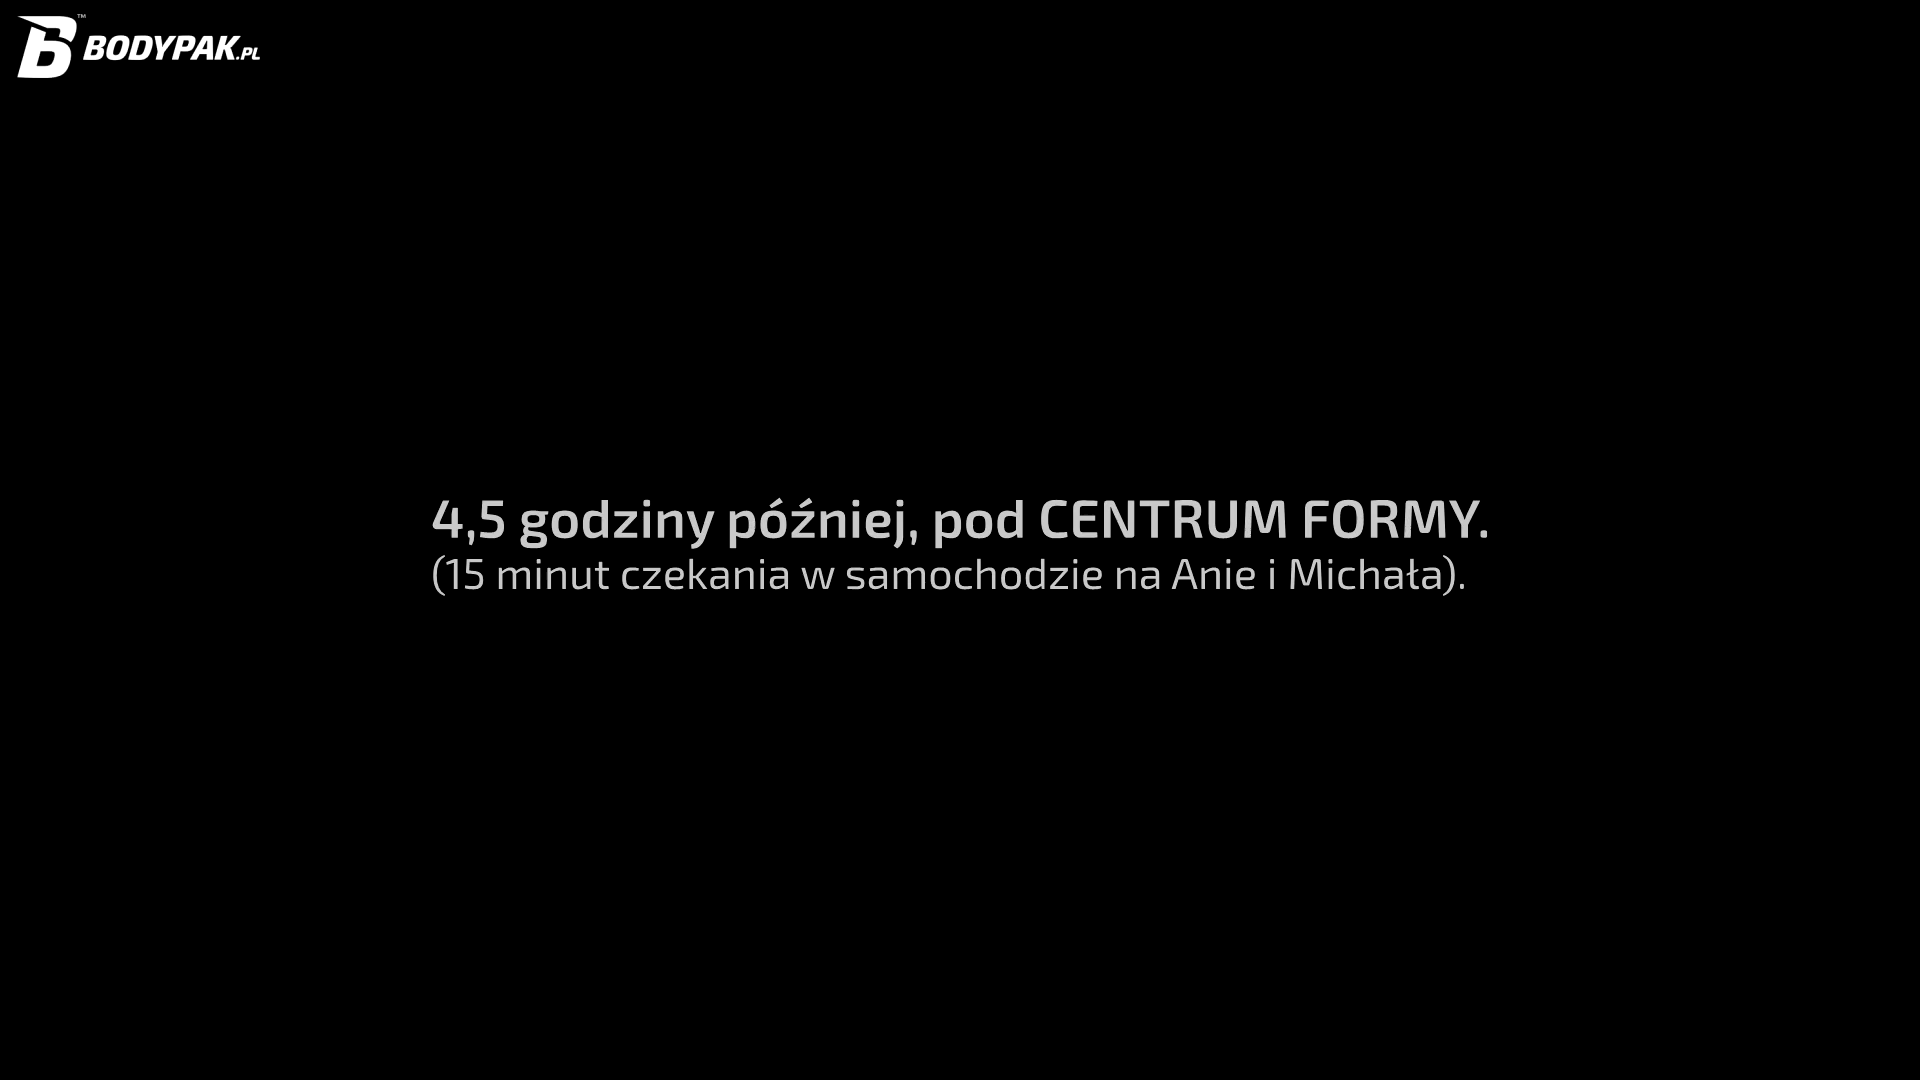 BODYPAK.PL
4,5 godziny później, pod CENTRUM FORMY.
(15 minut czekania w samochodzie na Anie i Michała).